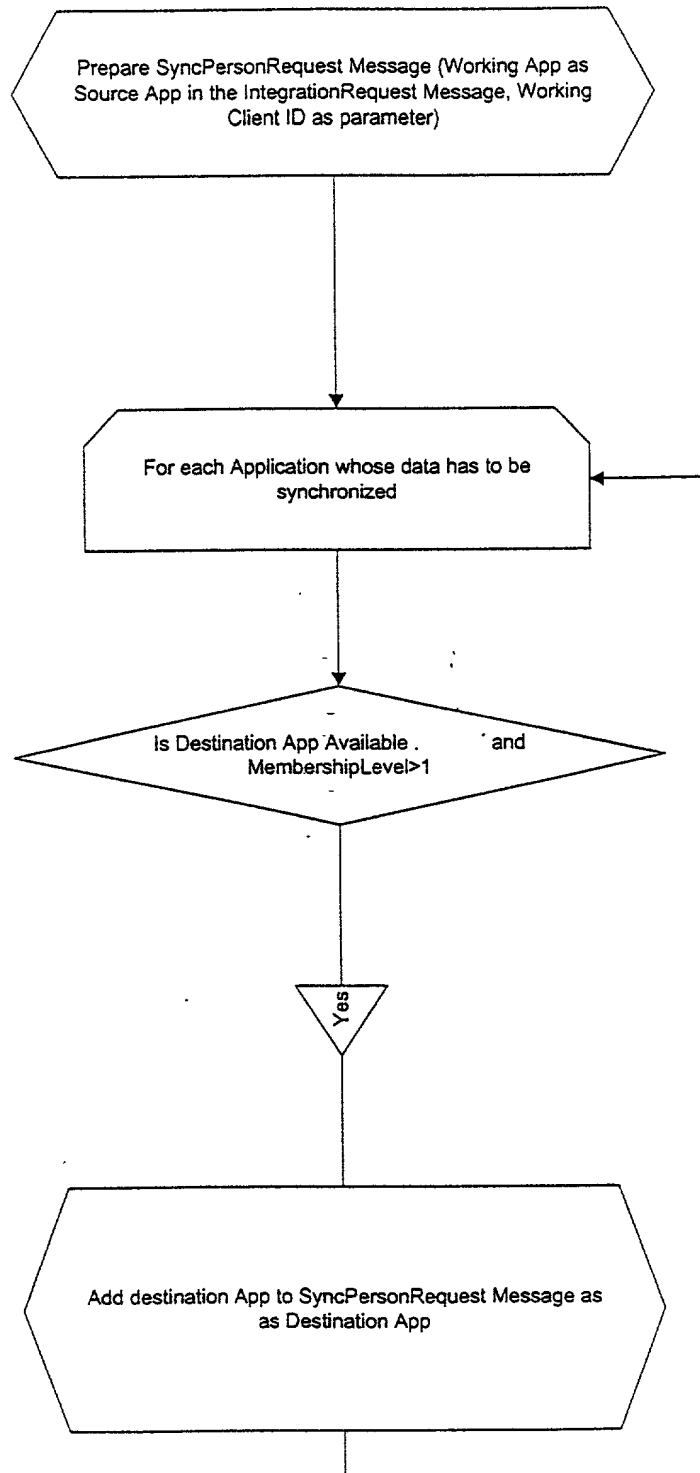 Prepare SyncPersonRequest Message (Working App as
Source App in the IntegrationRequest Message, Working
Client ID as parameter)
For each Application whose data has to be
synchronized
Is Destination App Available . and
MembershipLevel>1
Yes
Add destination App to SyncPersonRequest Message as
as Destination App